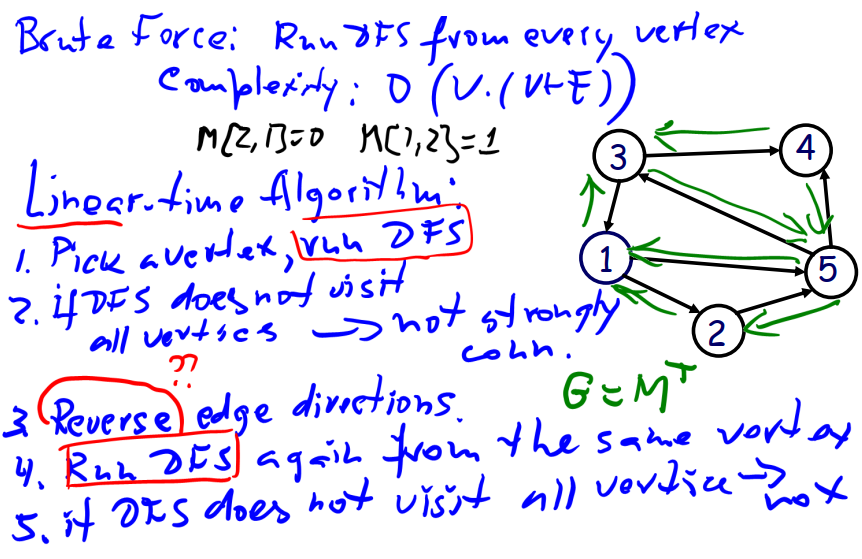 Brute Force: Run DFS from every vertex
Complexity: O (V.(V+E))
M[2,1]=0 M[1,2]=1
Linear-time Algorithm:
1. Pick a vertex, run DFS
2. if DFS does not visit
all vertices → not strongly
conn.
??
3. Reverse edge directions.
4. Run DFS again from the same vertex
5. if DFS does not visit all vertice → not
3
4
1
5
2
G = M^T